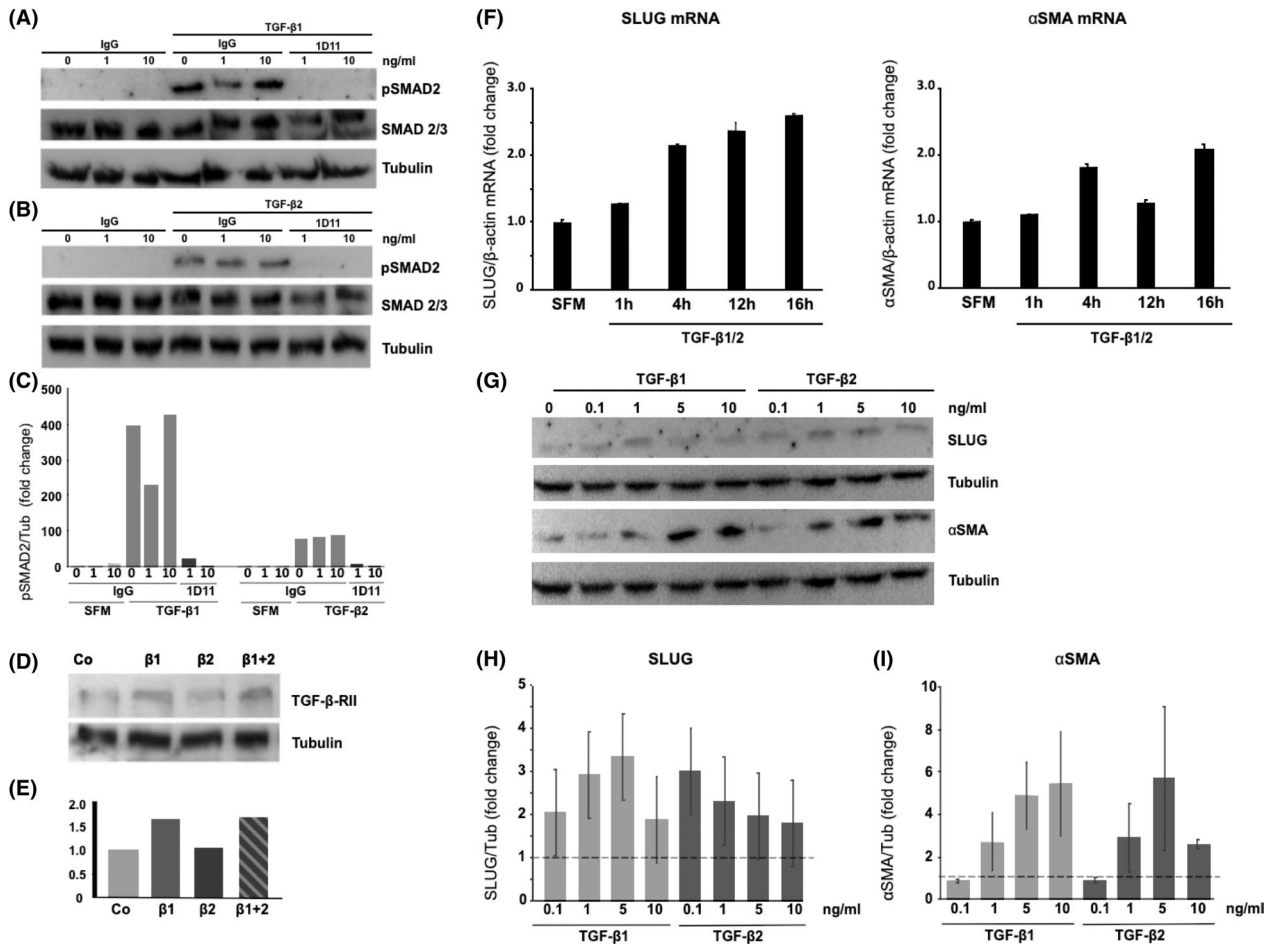 (A)
TGF-β1
IgG IgG 1D11
0 1 10 0 1 10 1 10 ng/ml
pSMAD2
SMAD 2/3
Tubulin
(B)
TGF-β2
IgG IgG 1D11
0 1 10 0 1 10 1 10 ng/ml
pSMAD2
SMAD 2/3
Tubulin
(C)
pSMAD2/Tub (fold change)
500
400
300
200
100
0
0 1 10 0 1 10 1 10 0 1 10 0 1 10 1 10
IgG 1D11 IgG 1D11
SFM TGF-β1 SFM TGF-β2
(D)
Co β1 β2 β1+2
TGF-β-RII
Tubulin
(E)
2.0
1.5
1.0
0.5
0
Co β1 β2 β1+2
(F)
SLUG mRNA
SLUG/β-actin mRNA (fold change)
3.0
2.0
1.0
0
SFM 1h 4h 12h 16h
TGF-β1/2
αSMA mRNA
αSMA/β-actin mRNA (fold change)
3.0
2.0
1.0
0
SFM 1h 4h 12h 16h
TGF-β1/2
(G)
TGF-β1 TGF-β2
0 0.1 1 5 10 0.1 1 5 10 ng/ml
SLUG
Tubulin
αSMA
Tubulin
(H)
SLUG
SLUG/Tub (fold change)
5
4
3
2
1
0
0.1 1 5 10 0.1 1 5 10 ng/ml
TGF-β1 TGF-β2
(I)
αSMA
αSMA/Tub (fold change)
10
8
6
4
2
0
0.1 1 5 10 0.1 1 5 10 ng/ml
TGF-β1 TGF-β2